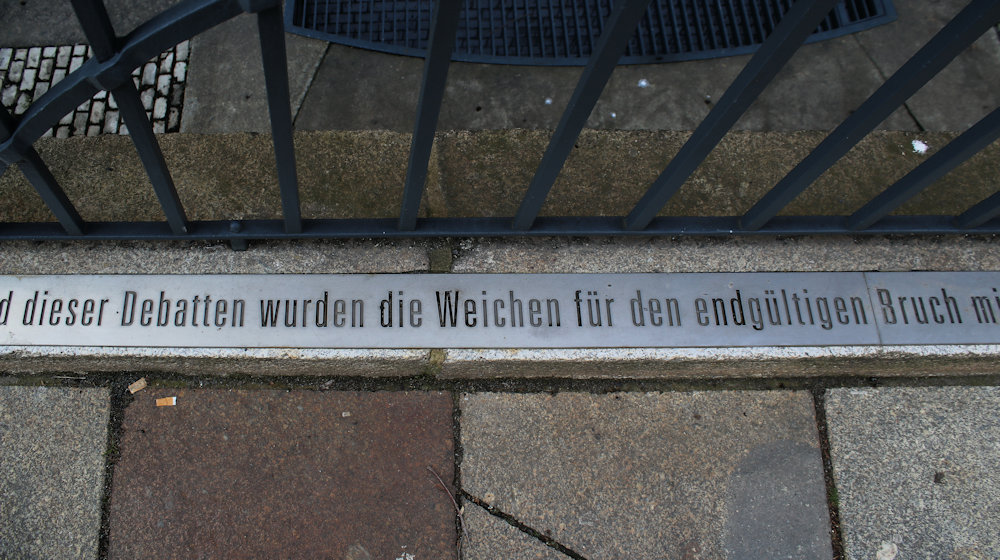 d dieser Debatten wurden die Weichen für den endgültigen Bruch mi